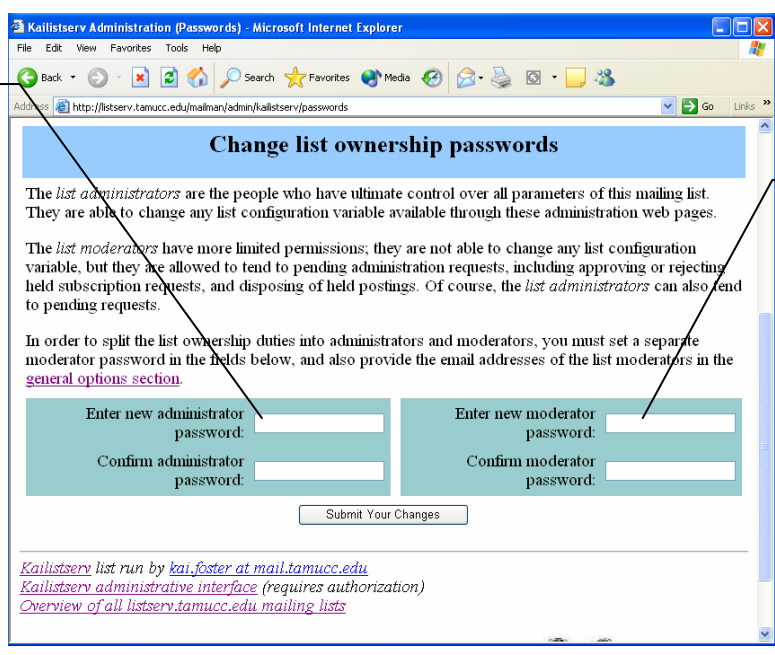 Kailistserv Administration (Passwords) - Microsoft Internet Explorer
File Edit View Favorites Tools Help
Back Search Favorites Media
Address http://listserv.tamucc.edu/mailman/admin/kailistserv/passwords Go Links »
Change list ownership passwords
The list administrators are the people who have ultimate control over all parameters of this mailing list.
They are able to change any list configuration variable available through these administration web pages.
The list moderators have more limited permissions; they are not able to change any list configuration
variable, but they are allowed to tend to pending administration requests, including approving or rejecting
held subscription requests, and disposing of held postings. Of course, the list administrators can also tend
to pending requests.
In order to split the list ownership duties into administrators and moderators, you must set a separate
moderator password in the fields below, and also provide the email addresses of the list moderators in the
general options section.
Enter new administrator
password:
Confirm administrator
password:
Enter new moderator
password:
Confirm moderator
password:
Submit Your Changes
Kailistserv list run by kai.foster at mail.tamucc.edu
Kailistserv administrative interface (requires authorization)
Overview of all listserv.tamucc.edu mailing lists